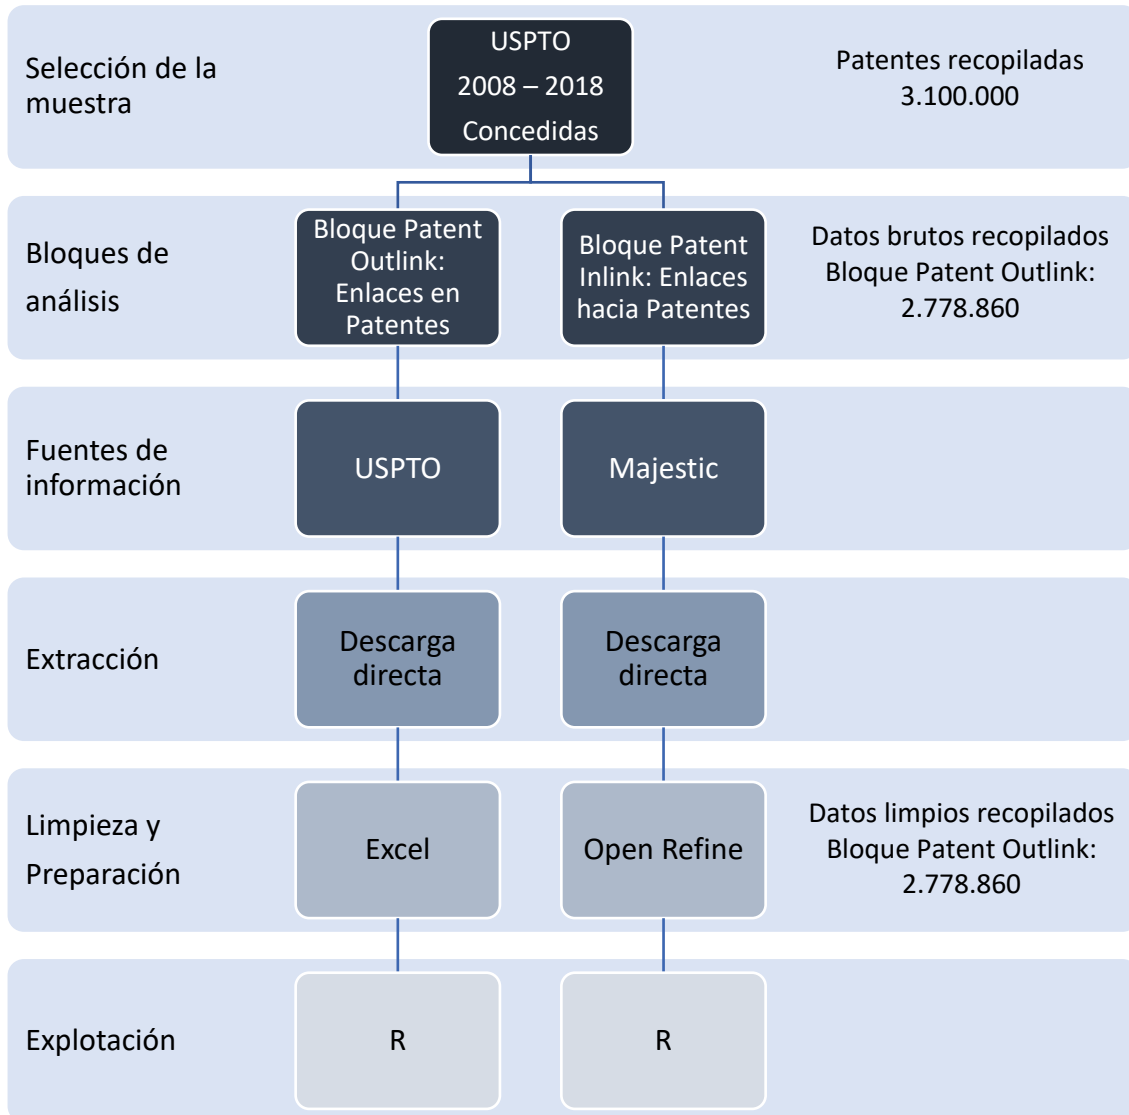 Selección de la
muestra
USPTO
2008 – 2018
Concedidas
Patentes recopiladas
3.100.000
Bloques de
análisis
Bloque Patent
Outlink:
Enlaces en
Patentes
Bloque Patent
Inlink: Enlaces
hacia Patentes
Datos brutos recopilados
Bloque Patent Outlink:
2.778.860
Fuentes de
información
USPTO
Majestic
Extracción
Descarga
directa
Descarga
directa
Limpieza y
Preparación
Excel
Open Refine
Datos limpios recopilados
Bloque Patent Outlink:
2.778.860
Explotación
R
R